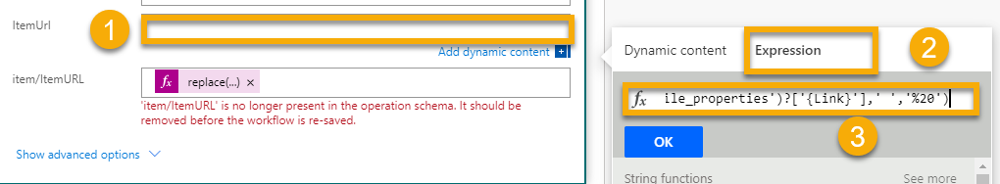 ItemUrl
1
Add dynamic content +
item/ItemURL
fx replace(...) ×
'item/ItemURL' is no longer present in the operation schema. It should be
removed before the workflow is re-saved.
Show advanced options
Dynamic content
Expression
2
fx ile_properties')?['{Link}'],' ','%20')
OK
3
String functions
See more